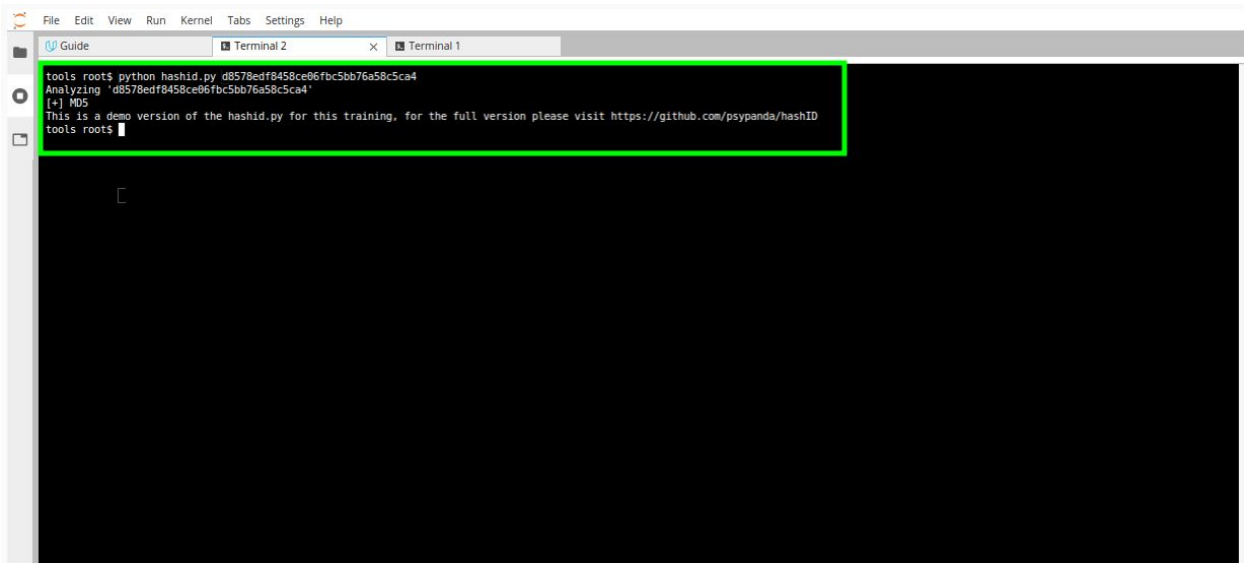 File Edit View Run Kernel Tabs Settings Help
Guide
Terminal 2
Terminal 1
tools root$ python hashid.py d8578edf8458ce06fbc5bb76a58c5ca4
Analyzing 'd8578edf8458ce06fbc5bb76a58c5ca4'
[+] MD5
This is a demo version of the hashid.py for this training, for the full version please visit https://github.com/psypanda/hashID
tools root$